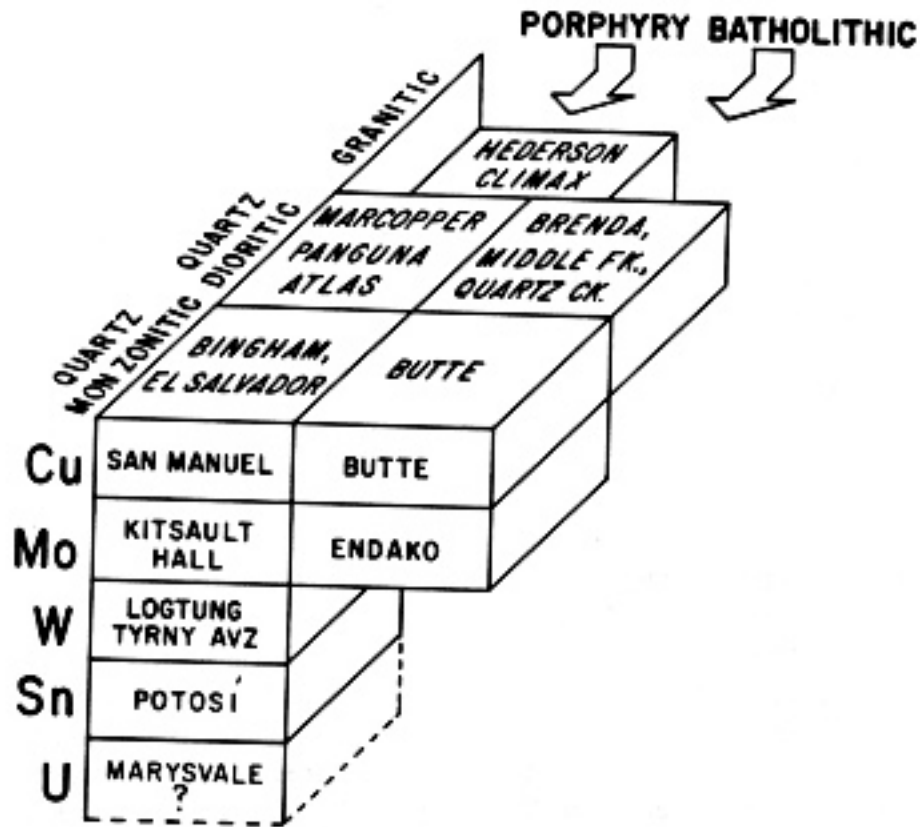 PORPHYRY BATHOLITHIC
GRANITIC
QUARTZ
DIORITIC
QUARTZ
MONZONITIC
HEDERSON
CLIMAX
MARCOPPER
PANGUNA
ATLAS
BRENDA,
MIDDLE FK.,
QUARTZ CK.
BINGHAM,
EL SALVADOR
BUTTE
Cu
SAN MANUEL
BUTTE
Mo
KITSAULT
HALL
ENDAKO
W
LOGTUNG
TYRNY AVZ
Sn
POTOSÍ
U
MARYSVALE
?